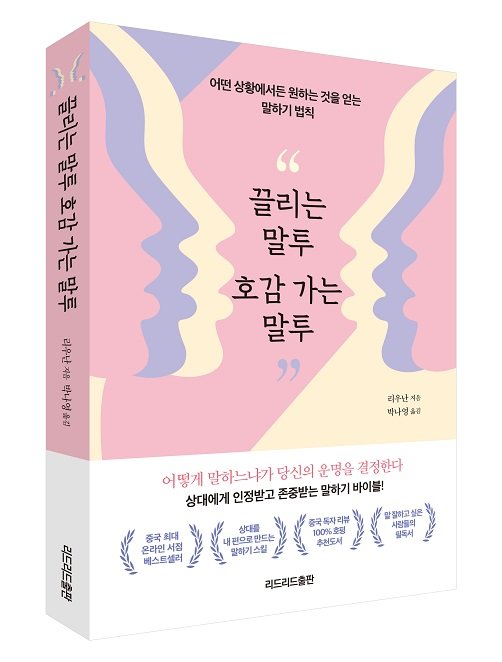 어떤 상황에서든 원하는 것을 얻는
말하기 법칙
“
끌리는
말투
호감 가는
말투
”
리우난 지음
박나영 옮김
어떻게 말하느냐가 당신의 운명을 결정한다
상대에게 인정받고 존중받는 말하기 바이블!
중국 최대
온라인 서점
베스트셀러
상대를
내 편으로 만드는
말하기 스킬
중국 독자 리뷰
100% 호평
추천도서
말 잘하고 싶은
사람들의
필독서
리드리드출판
끌리는 말투 호감 가는 말투
리우난 지음 박나영 옮김
리드리드출판